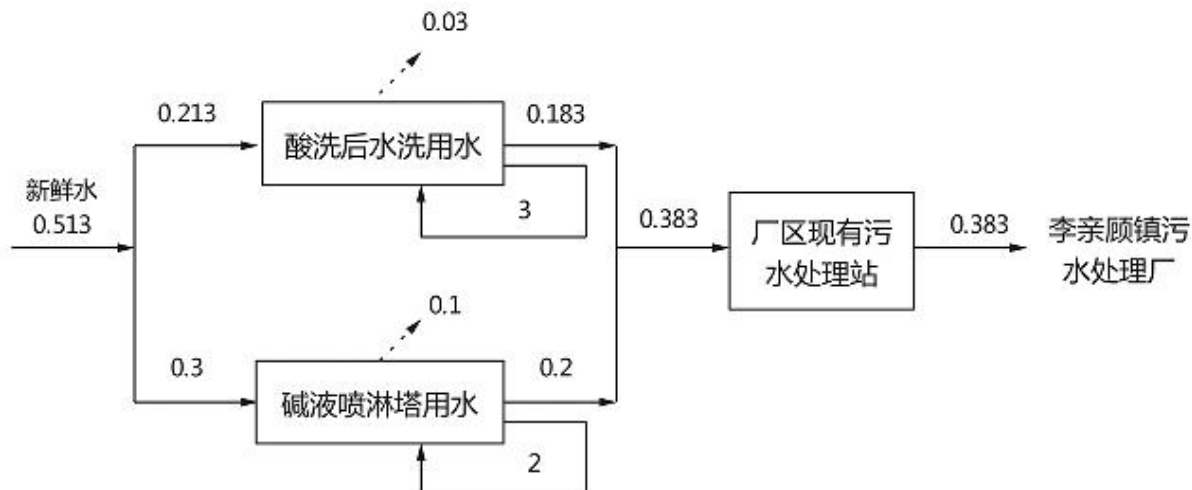 0.03
0.213
酸洗后水洗用水
0.183
3
新鲜水
0.513
0.383
厂区现有污
水处理站
0.383
李亲顾镇污
水处理厂
0.1
0.3
碱液喷淋塔用水
0.2
2